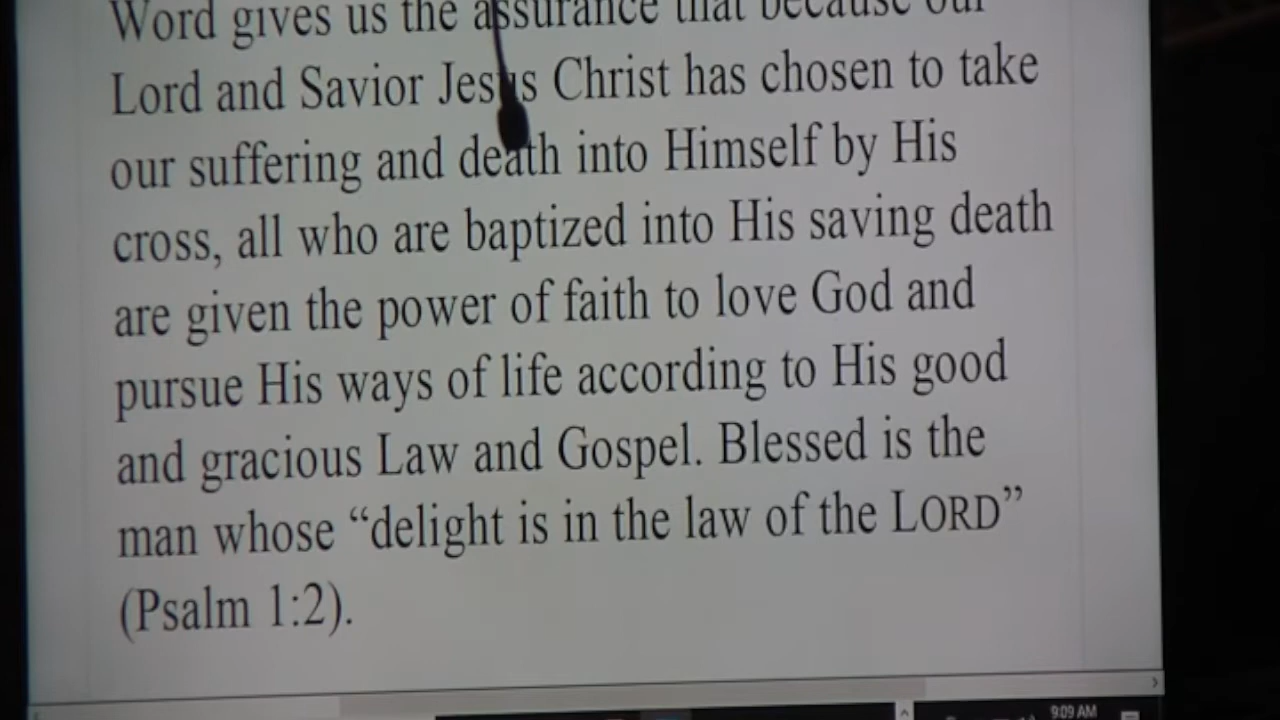 Word gives us the assurance that because our
Lord and Savior Jesus Christ has chosen to take
our suffering and death into Himself by His
cross, all who are baptized into His saving death
are given the power of faith to love God and
pursue His ways of life according to His good
and gracious Law and Gospel. Blessed is the
man whose “delight is in the law of the LORD”
(Psalm 1:2).
9:09 AM